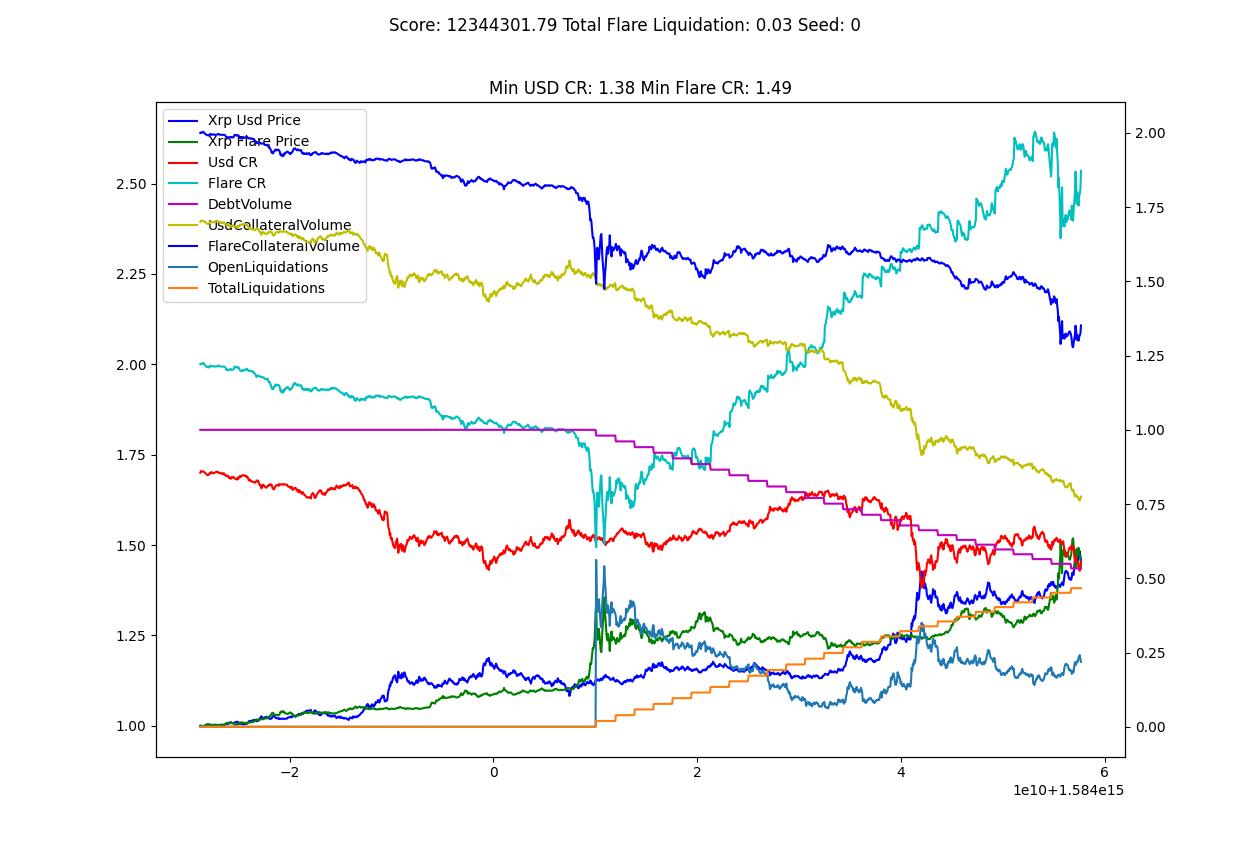 Score: 12344301.79 Total Flare Liquidation: 0.03 Seed: 0
Min USD CR: 1.38 Min Flare CR: 1.49
Xrp Usd Price
Xrp Flare Price
Usd CR
Flare CR
DebtVolume
UsdCollateralVolume
FlareCollateralVolume
OpenLiquidations
TotalLiquidations
2.50
2.25
2.00
1.75
1.50
1.25
1.00
2.00
1.75
1.50
1.25
1.00
0.75
0.50
0.25
0.00
−2 0 2 4 6
1e10+1.584e15